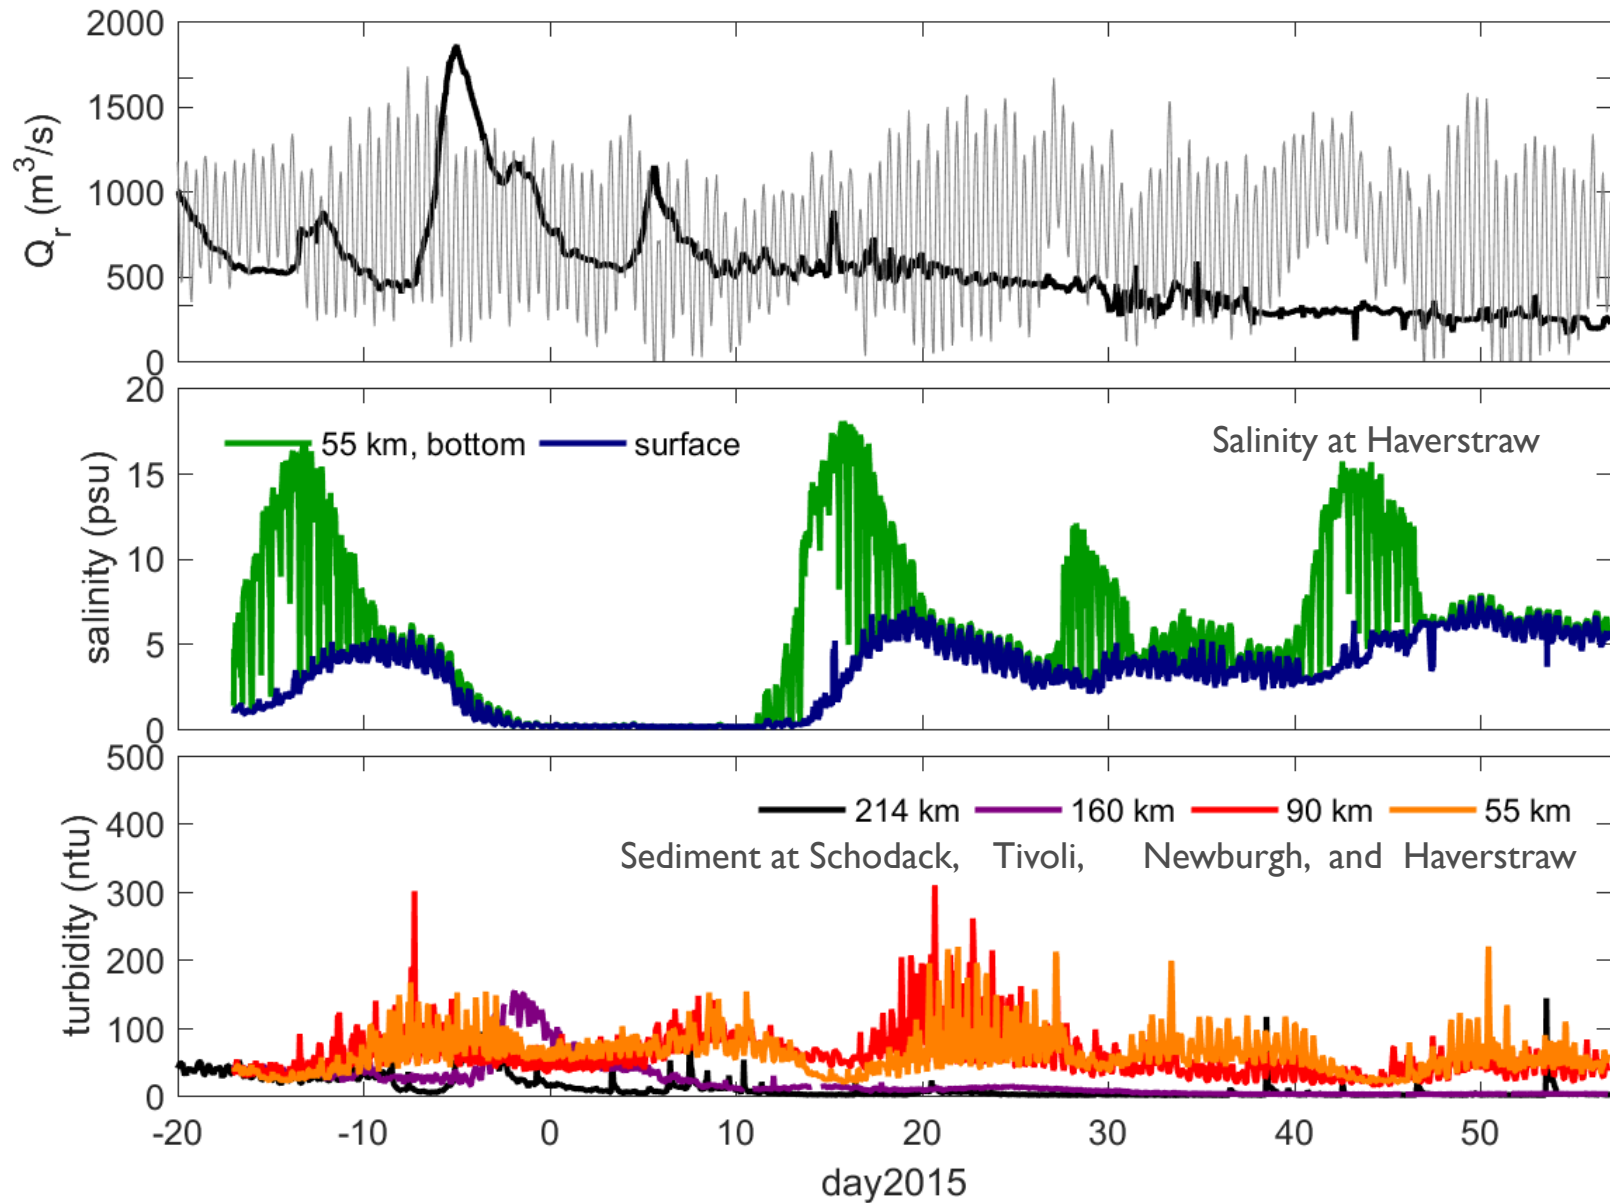 2000
1500
1000
500
0
Q_r (m^3/s)
20
15
10
5
0
salinity (psu)
55 km, bottom
surface
Salinity at Haverstraw
500
400
300
200
100
0
turbidity (ntu)
214 km
160 km
90 km
55 km
Sediment at Schodack, Tivoli, Newburgh, and Haverstraw
-20 -10 0 10 20 30 40 50
day2015